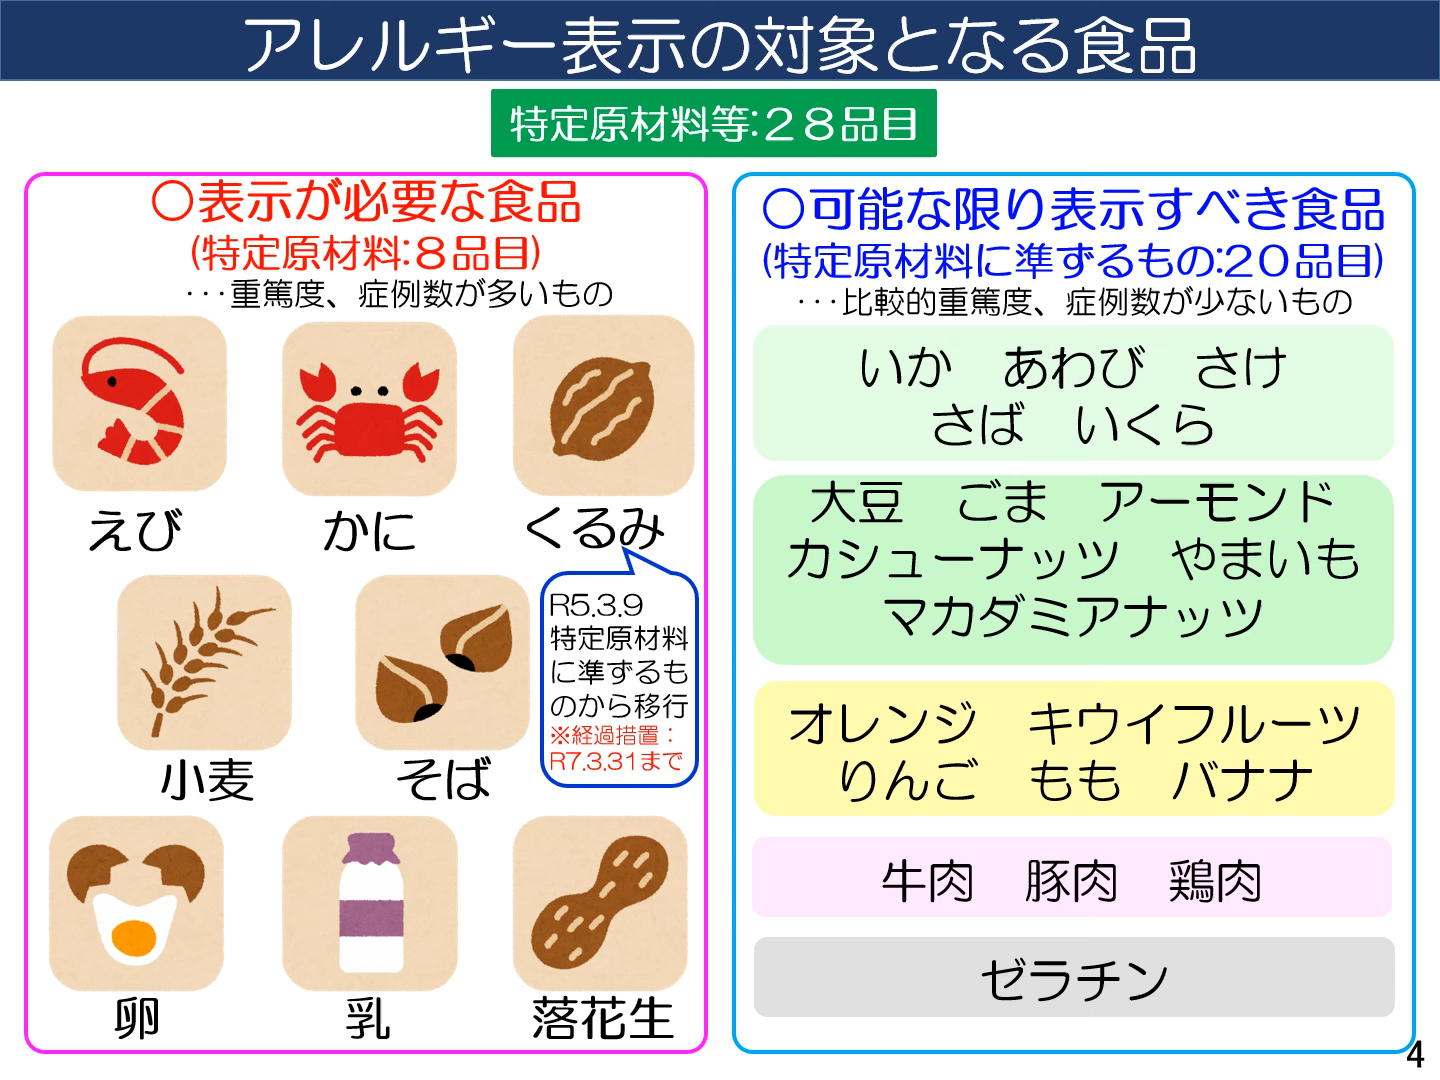 アレルギー表示の対象となる食品
特定原材料等:２８品目
○表示が必要な食品
(特定原材料:８品目)
･･･重篤度、症例数が多いもの
えび　かに　くるみ
R5.3.9
特定原材料
に準ずるも
のから移行
※経過措置：
R7.3.31まで
小麦　そば
卵　乳　落花生
○可能な限り表示すべき食品
(特定原材料に準ずるもの:２０品目)
･･･比較的重篤度、症例数が少ないもの
いか　あわび　さけ
さば　いくら
大豆　ごま　アーモンド
カシューナッツ　やまいも
マカダミアナッツ
オレンジ　キウイフルーツ
りんご　もも　バナナ
牛肉　豚肉　鶏肉
ゼラチン
4